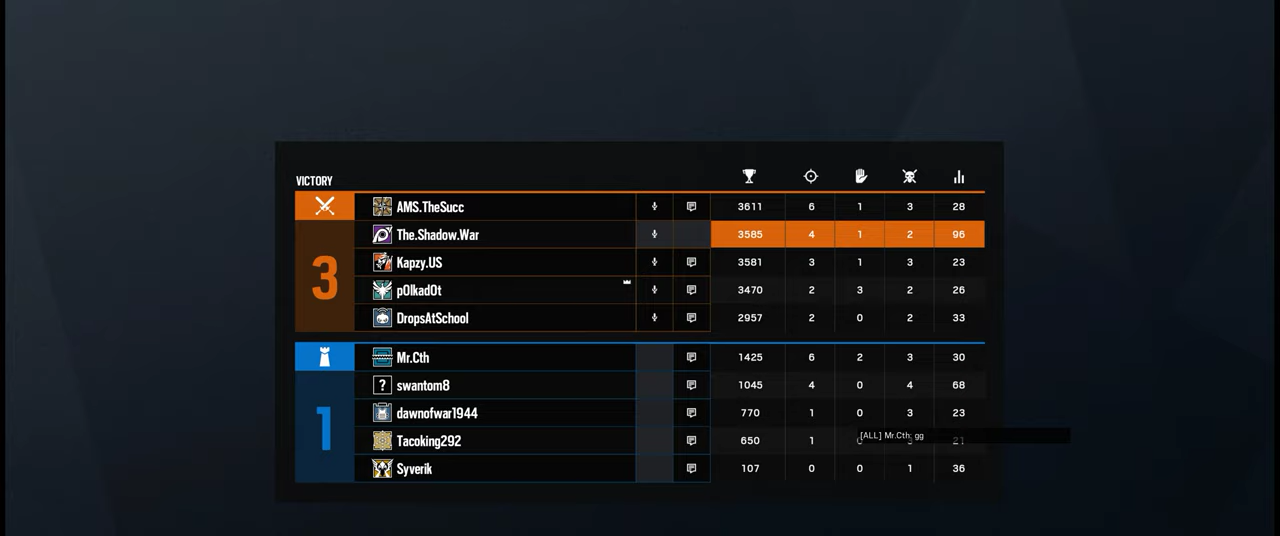 VICTORY
AMS.TheSucc 3611 6 1 3 28
The.Shadow.War 3585 4 1 2 96
3
Kapzy.US 3581 3 1 3 23
p0lkad0t 3470 2 3 2 26
DropsAtSchool 2957 2 0 2 33
Mr.Cth 1425 6 2 3 30
? swantom8 1045 4 0 4 68
1
dawnofwar1944 770 1 0 3 23
[ALL] Mr.Cth: gg
Tacoking292 650 1 21
Syverik 107 0 0 1 36